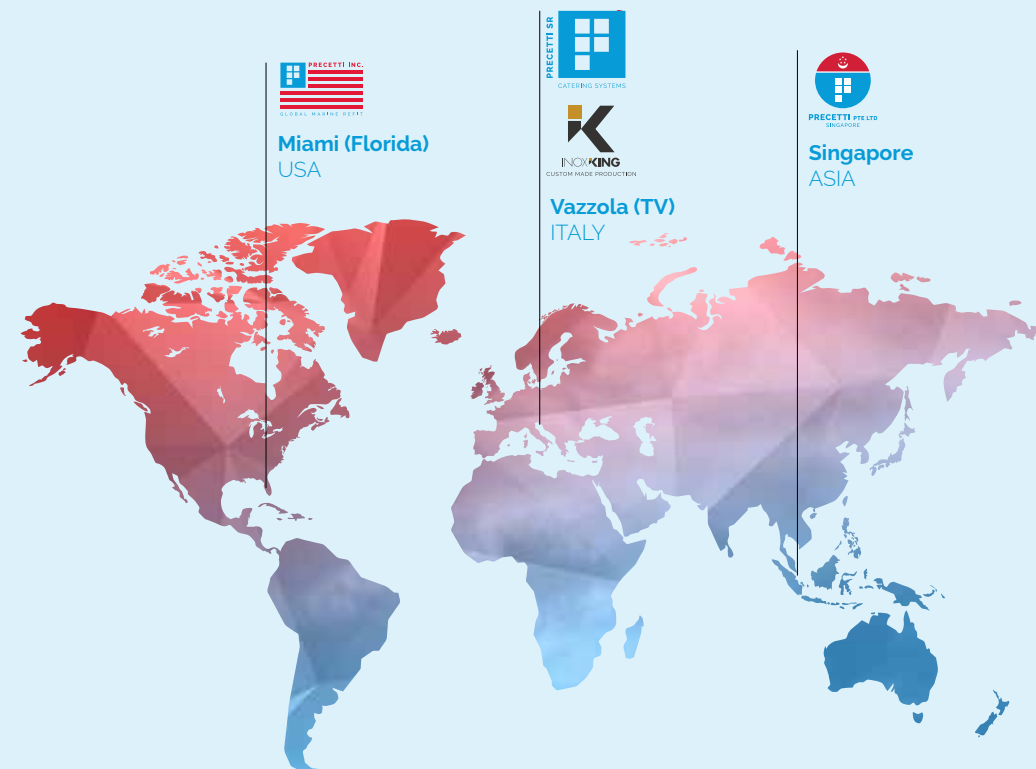 PRECETTI INC.
GLOBAL MARINE REFIT
Miami (Florida)
USA
PRECETTI SR
CATERING SYSTEMS
INOXKING
CUSTOM MADE PRODUCTION
Vazzola (TV)
ITALY
PRECETTI PTE LTD
SINGAPORE
Singapore
ASIA